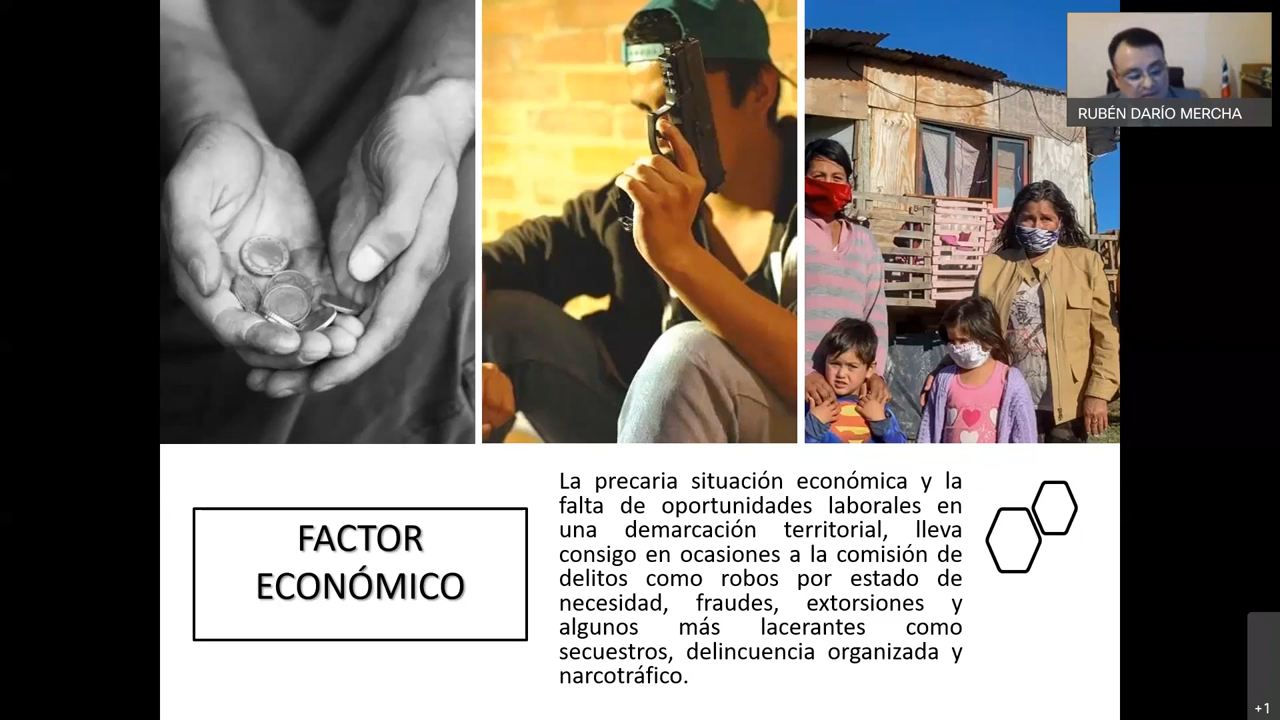 RUBÉN DARÍO MERCHA
FACTOR
ECONÓMICO
La precaria situación económica y la
falta de oportunidades laborales en
una demarcación territorial, lleva
consigo en ocasiones a la comisión de
delitos como robos por estado de
necesidad, fraudes, extorsiones y
algunos más lacerantes como
secuestros, delincuencia organizada y
narcotráfico.
+1